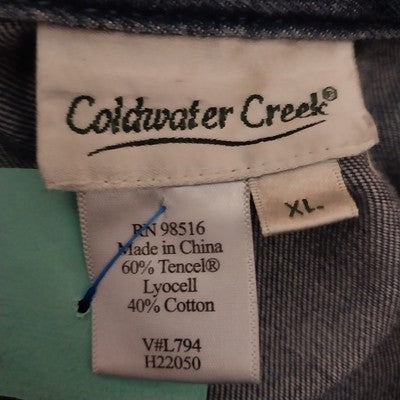 Coldwater Creek®
XL
RN 98516
Made in China
60% Tencel®
Lyocell
40% Cotton
V#L794
H22050